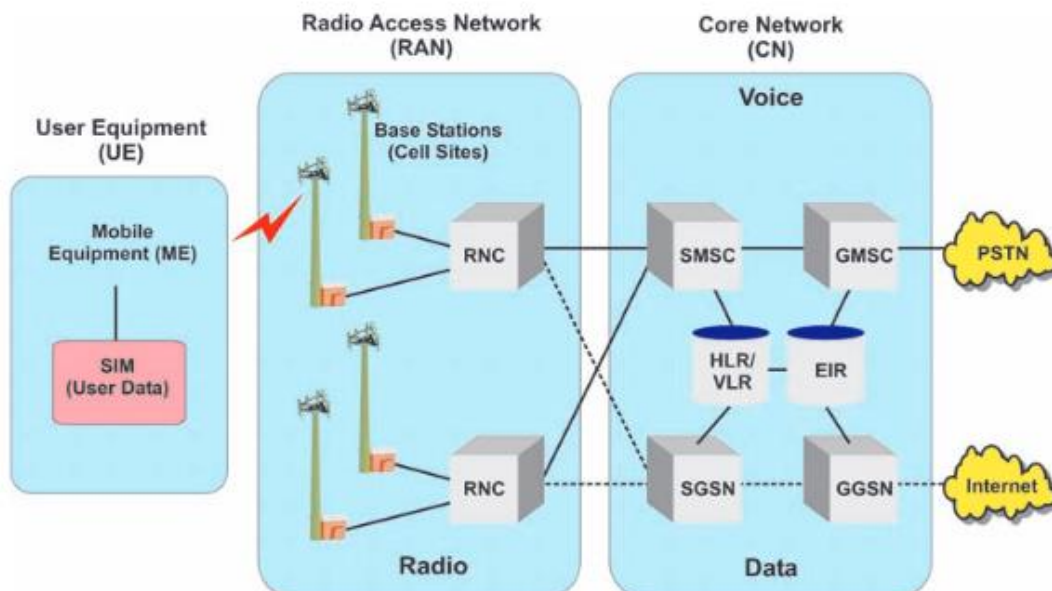 Radio Access Network
(RAN)
Core Network
(CN)
User Equipment
(UE)
Mobile
Equipment (ME)
SIM
(User Data)
Base Stations
(Cell Sites)
RNC
RNC
Radio
Voice
SMSC
GMSC
HLR/
VLR
EIR
SGSN
GGSN
Data
PSTN
Internet